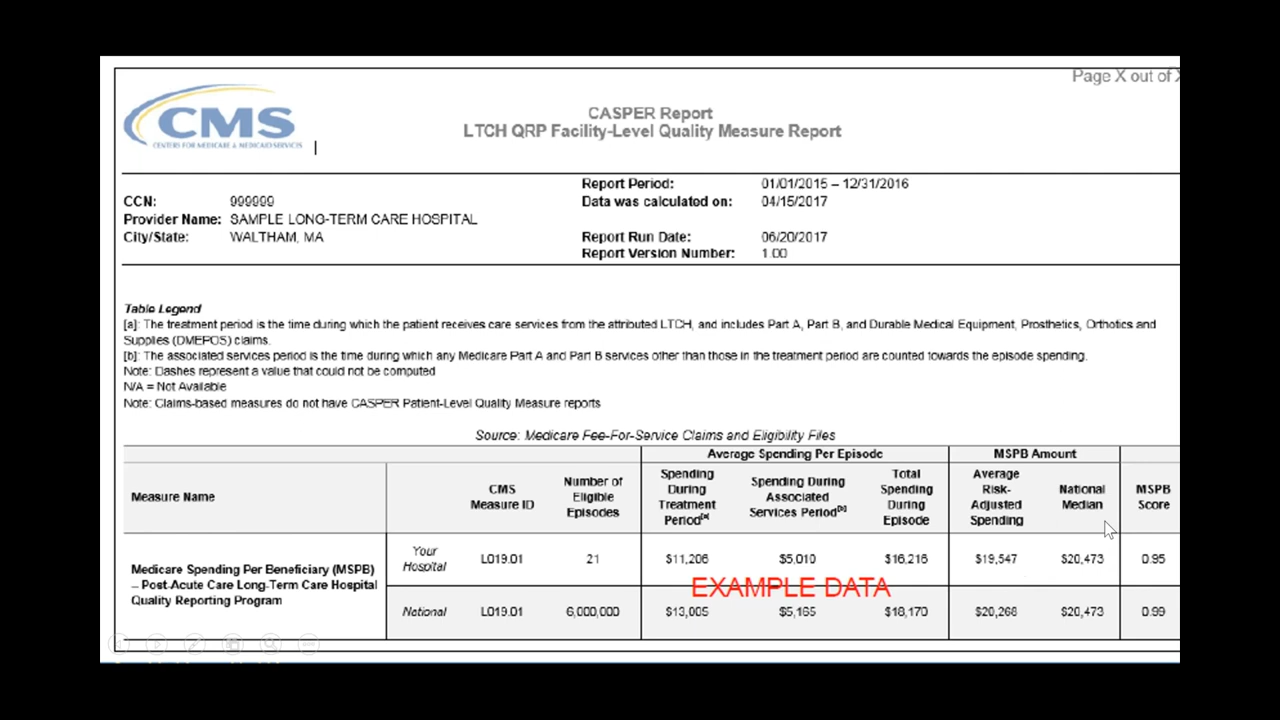 Page X out of X
CMS
CENTERS FOR MEDICARE & MEDICAID SERVICES
CASPER Report
LTCH QRP Facility-Level Quality Measure Report
CCN: 999999
Provider Name: SAMPLE LONG-TERM CARE HOSPITAL
City/State: WALTHAM, MA
Report Period: 01/01/2015 – 12/31/2016
Data was calculated on: 04/15/2017
Report Run Date: 06/20/2017
Report Version Number: 1.00
Table Legend
[a]: The treatment period is the time during which the patient receives care services from the attributed LTCH, and includes Part A, Part B, and Durable Medical Equipment, Prosthetics, Orthotics and
Supplies (DMEPOS) claims.
[b]: The associated services period is the time during which any Medicare Part A and Part B services other than those in the treatment period are counted towards the episode spending.
Note: Dashes represent a value that could not be computed
N/A = Not Available
Note: Claims-based measures do not have CASPER Patient-Level Quality Measure reports
Source: Medicare Fee-For-Service Claims and Eligibility Files
Average Spending Per Episode MSPB Amount
Measure Name
CMS
Measure ID
Number of
Eligible
Episodes
Spending
During
Treatment
Period[a]
Spending During
Associated
Services Period[b]
Total
Spending
During
Episode
Average
Risk-
Adjusted
Spending
National
Median
MSPB
Score
Medicare Spending Per Beneficiary (MSPB)
– Post-Acute Care Long-Term Care Hospital
Quality Reporting Program
Your
Hospital
L019.01 21 $11,206 $5,010 $16,216 $19,547 $20,473 0.95
EXAMPLE DATA
National L019.01 6,000,000 $13,005 $5,165 $18,170 $20,268 $20,473 0.99